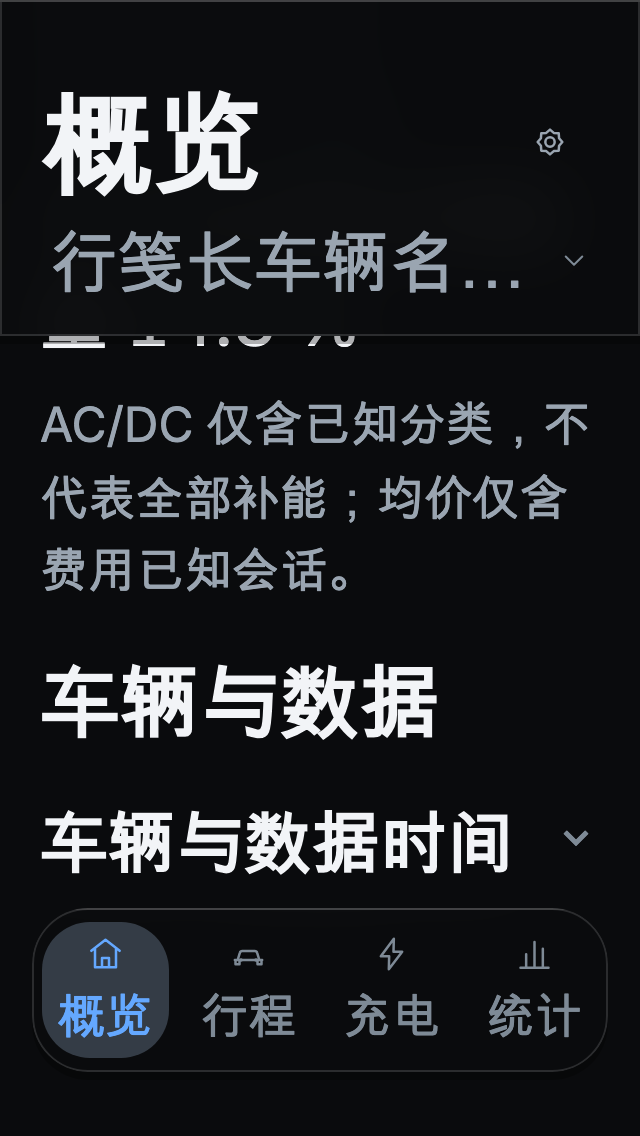 概览
行笺长车辆名...
AC/DC 仅含已知分类，不
代表全部补能；均价仅含
费用已知会话。
车辆与数据
车辆与数据时间
概览
行程
充电
统计